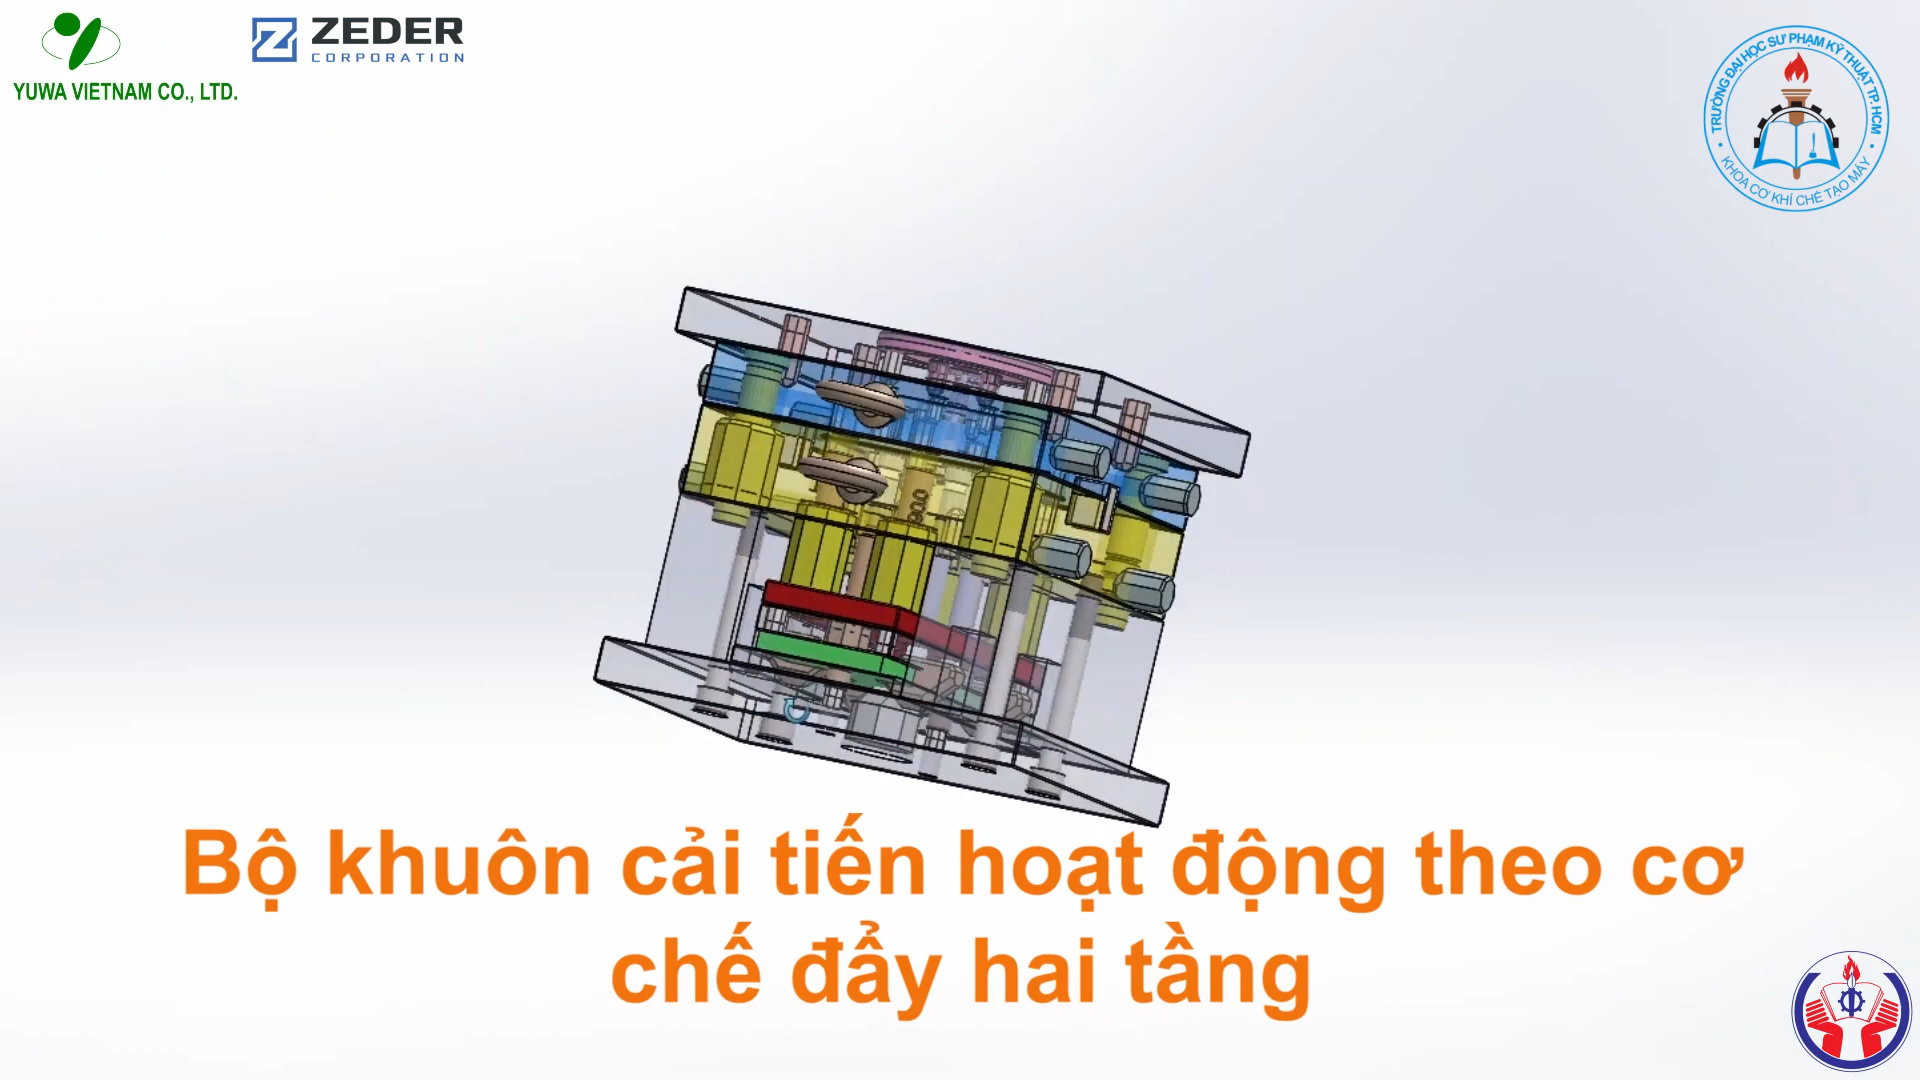 YUWA VIETNAM CO., LTD.
ZEDER
CORPORATION
TRƯỜNG ĐẠI HỌC SƯ PHẠM KỸ THUẬT TP. HCM
• KHOA CƠ KHÍ CHẾ TẠO MÁY •
Bộ khuôn cải tiến hoạt động theo cơ
chế đẩy hai tầng